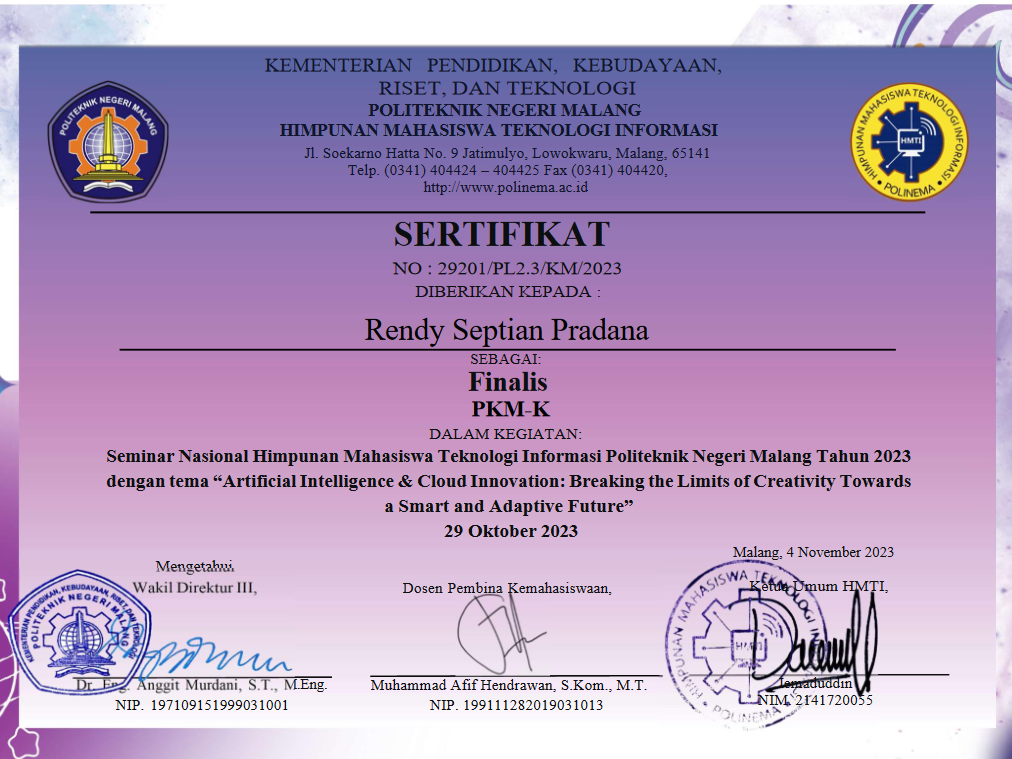 KEMENTERIAN PENDIDIKAN, KEBUDAYAAN,
RISET, DAN TEKNOLOGI
POLITEKNIK NEGERI MALANG
HIMPUNAN MAHASISWA TEKNOLOGI INFORMASI
Jl. Soekarno Hatta No. 9 Jatimulyo, Lowokwaru, Malang, 65141
Telp. (0341) 404424 – 404425 Fax (0341) 404420,
http://www.polinema.ac.id
POLITEKNIK NEGERI MALANG
HIMPUNAN MAHASISWA TEKNOLOGI INFORMASI
HMTI
• POLINEMA •
SERTIFIKAT
NO : 29201/PL2.3/KM/2023
DIBERIKAN KEPADA :
Rendy Septian Pradana
SEBAGAI:
Finalis
PKM-K
DALAM KEGIATAN:
Seminar Nasional Himpunan Mahasiswa Teknologi Informasi Politeknik Negeri Malang Tahun 2023
dengan tema “Artificial Intelligence & Cloud Innovation: Breaking the Limits of Creativity Towards
a Smart and Adaptive Future”
29 Oktober 2023
Malang, 4 November 2023
Mengetahui
Wakil Direktur III,
Dosen Pembina Kemahasiswaan,
Ketua Umum HMTI,
KEMENTERIAN PENDIDIKAN, KEBUDAYAAN, RISET, DAN TEKNOLOGI
POLITEKNIK NEGERI MALANG
HIMPUNAN MAHASISWA TEKNOLOGI
HMTI
POLINEMA
Dr. Eng. Anggit Murdani, S.T., M.Eng.
NIP. 197109151999031001
Muhammad Afif Hendrawan, S.Kom., M.T.
NIP. 199111282019031013
Iemaduddin
NIM. 2141720055